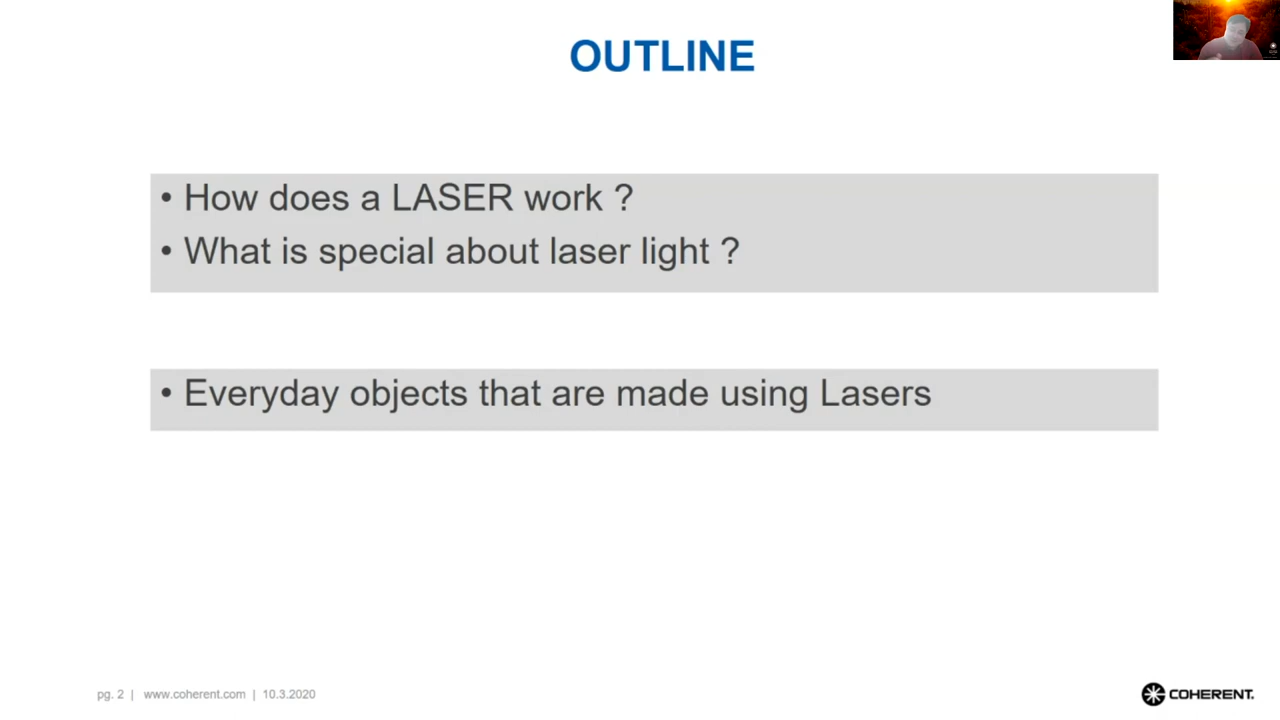 OUTLINE
• How does a LASER work ?
• What is special about laser light ?
• Everyday objects that are made using Lasers
pg. 2 | www.coherent.com | 10.3.2020
COHERENT.